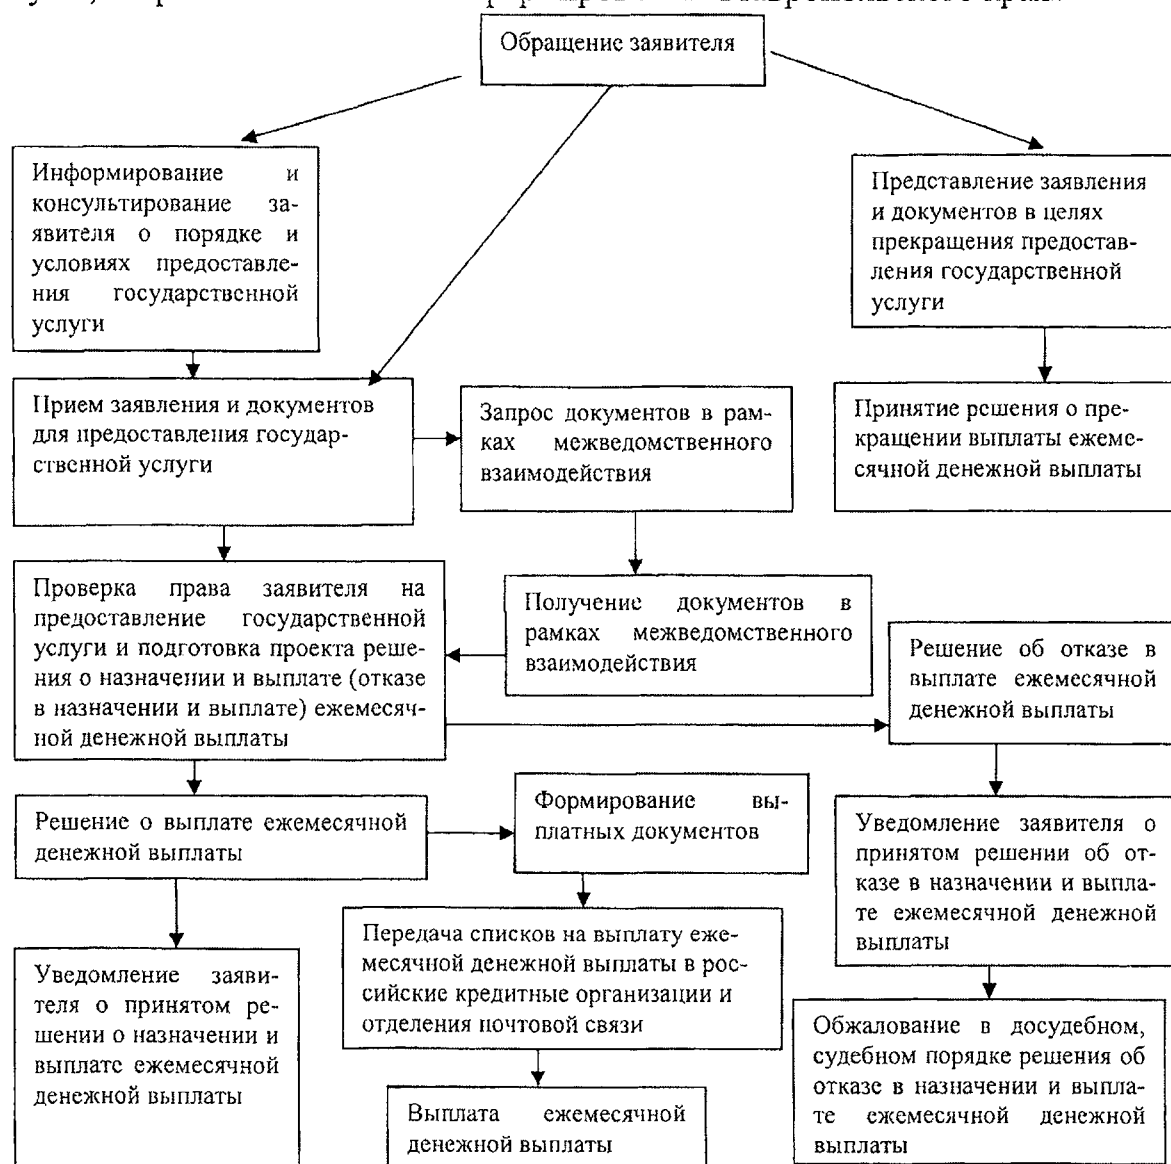 Обращение заявителя
Информирование и
консультирование за-
явителя о порядке и
условиях предоставле-
ния государственной
услуги
Представление заявления
и документов в целях
прекращения предостав-
ления государственной
услуги
Прием заявления и документов
для предоставления государ-
ственной услуги
Запрос документов в рам-
ках межведомственного
взаимодействия
Принятие решения о пре-
кращении выплаты ежеме-
сячной денежной выплаты
Проверка права заявителя на
предоставление государственной
услуги и подготовка проекта реше-
ния о назначении и выплате (отказе
в назначении и выплате) ежемесяч-
ной денежной выплаты
Получение документов в
рамках межведомственного
взаимодействия
Решение об отказе в
выплате ежемесячной
денежной выплаты
Решение о выплате ежемесячной
денежной выплаты
Формирование вы-
платных документов
Уведомление заявителя о
принятом решении об от-
казе в назначении и выпла-
те ежемесячной денежной
выплаты
Уведомление заяви-
теля о принятом ре-
шении о назначении и
выплате ежемесячной
денежной выплаты
Передача списков на выплату еже-
месячной денежной выплаты в рос-
сийские кредитные организации и
отделения почтовой связи
Обжалование в досудебном,
судебном порядке решения об
отказе в назначении и выпла-
те ежемесячной денежной
выплаты
Выплата ежемесячной
денежной выплаты